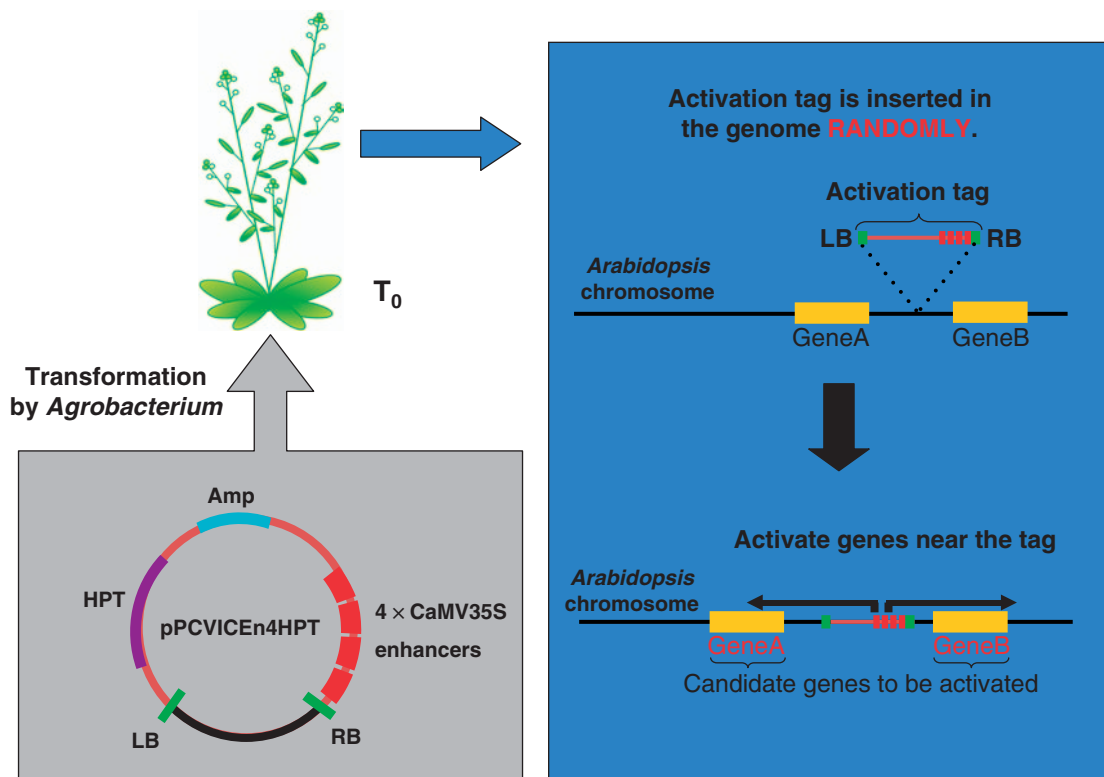 T0
Transformation
by Agrobacterium
Amp
HPT
pPCVICEn4HPT
4 × CaMV35S
enhancers
LB
RB
Activation tag is inserted in
the genome RANDOMLY.
Activation tag
LB
RB
Arabidopsis
chromosome
GeneA
GeneB
Activate genes near the tag
Arabidopsis
chromosome
GeneA
GeneB
Candidate genes to be activated